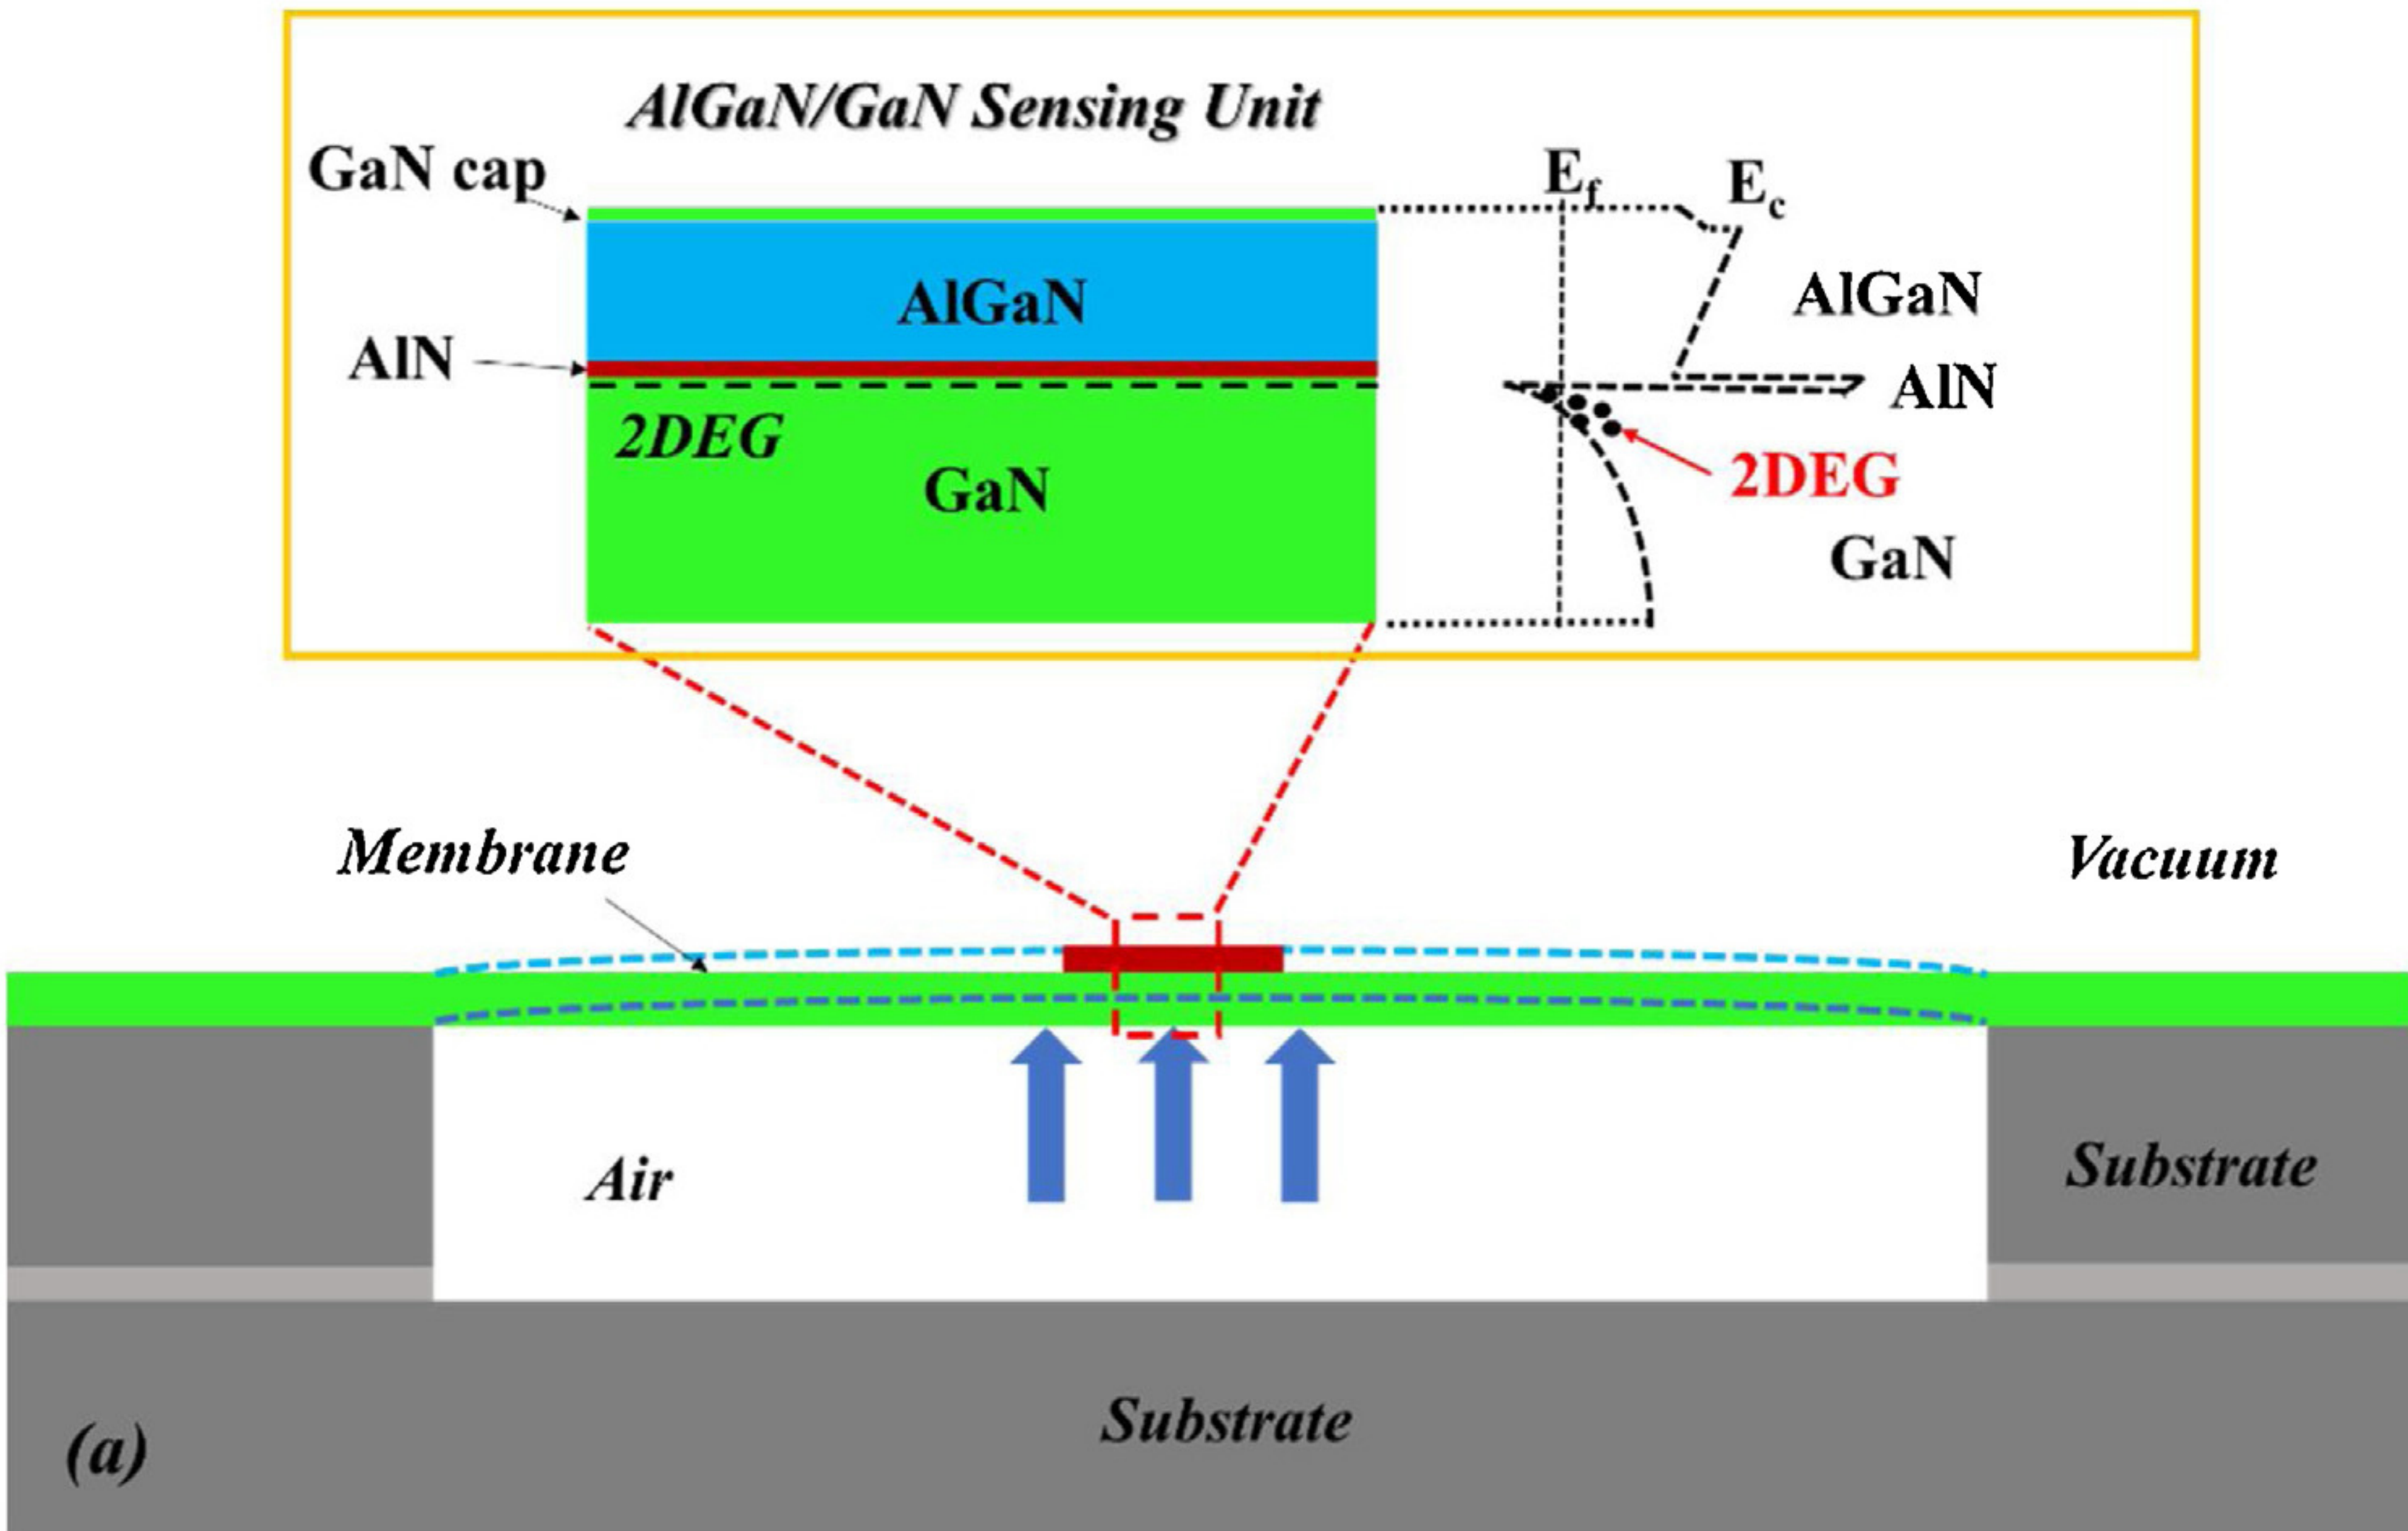 AlGaN/GaN Sensing Unit
GaN cap
Ef
Ec
AlGaN
AlGaN
AlN
AlN
2DEG
2DEG
GaN
GaN
Membrane
Vacuum
Air
Substrate
Substrate
(a)